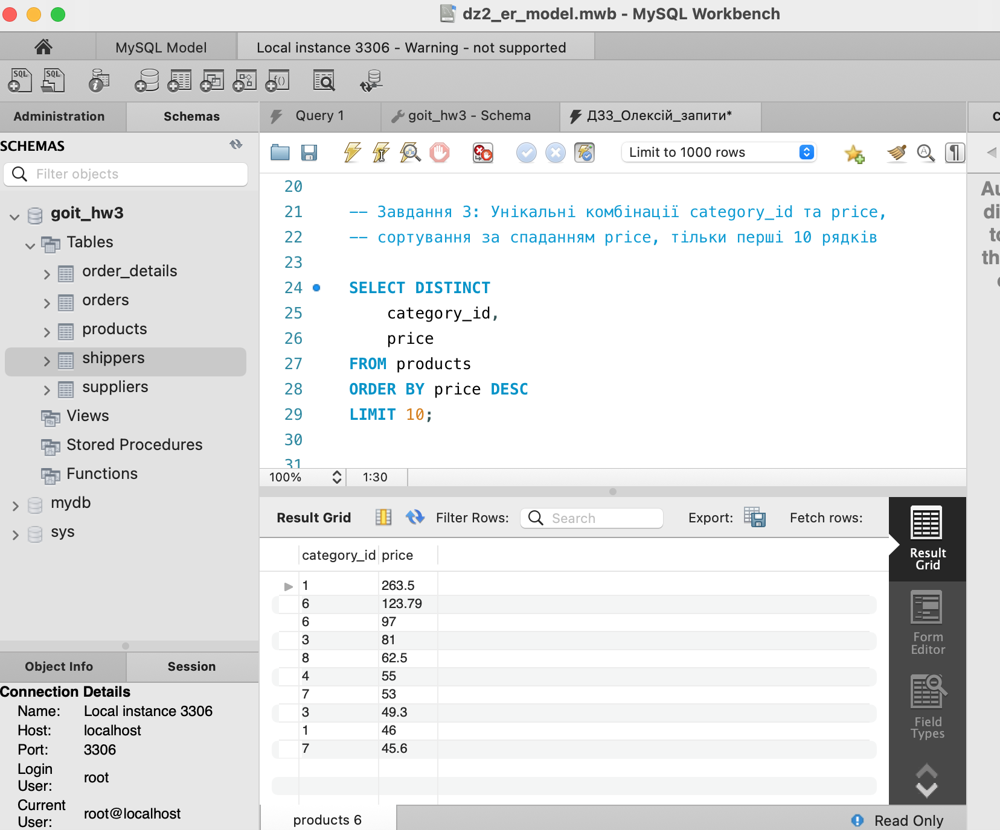 dz2_er_model.mwb - MySQL Workbench
MySQL Model
Local instance 3306 - Warning - not supported
SQL
SQL
Administration
Schemas
Query 1
goit_hw3 - Schema
ДЗ3_Олексій_запити*
SCHEMAS
Filter objects
Limit to 1000 rows
goit_hw3
Tables
order_details
orders
products
shippers
suppliers
Views
Stored Procedures
Functions
mydb
sys
20
21 -- Завдання 3: Унікальні комбінації category_id та price,
22 -- сортування за спаданням price, тільки перші 10 рядків
23
24 SELECT DISTINCT
25 category_id,
26 price
27 FROM products
28 ORDER BY price DESC
29 LIMIT 10;
30
31
100%
1:30
Result Grid
Filter Rows:
Search
Export:
Fetch rows:
category_id price
1 263.5
6 123.79
6 97
3 81
8 62.5
4 55
7 53
3 49.3
1 46
7 45.6
Result
Grid
Form
Editor
Field
Types
Object Info
Session
Connection Details
Name: Local instance 3306
Host: localhost
Port: 3306
Login
User: root
Current
User: root@localhost
products 6
Read Only